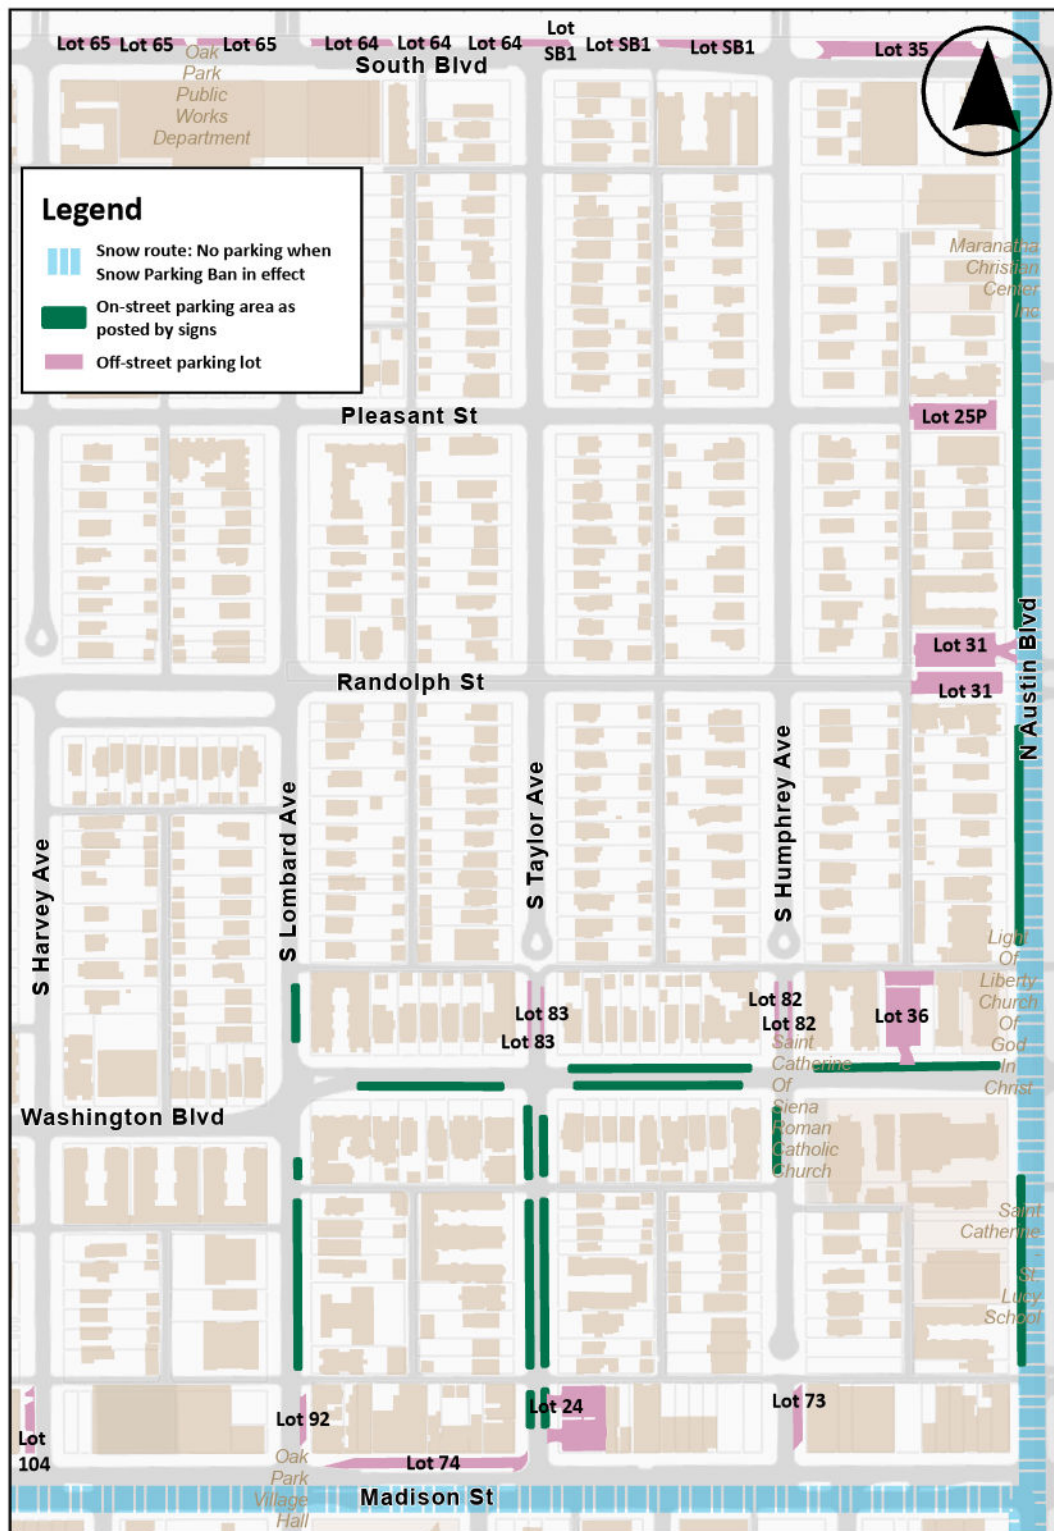 Lot 65
Lot 65
Lot 65
Lot 64
Lot 64
Lot 64
Lot
SB1
Lot SB1
Lot SB1
Lot 35
South Blvd
Oak
Park
Public
Works
Department
Legend
Snow route: No parking when
Snow Parking Ban in effect
On-street parking area as
posted by signs
Off-street parking lot
Maranatha
Christian
Center
Inc
Pleasant St
Lot 25P
Lot 31
Lot 31
N Austin Blvd
Randolph St
S Harvey Ave
S Lombard Ave
S Taylor Ave
S Humphrey Ave
Light
Of
Liberty
Church
Of
God
In
Christ
Lot 83
Lot 83
Lot 82
Lot 82
Lot 36
Saint
Catherine
Of
Siena
Roman
Catholic
Church
Washington Blvd
Saint
Catherine
-
St
Lucy
School
Lot
104
Lot 92
Lot 24
Lot 73
Lot 74
Oak
Park
Village
Hall
Madison St